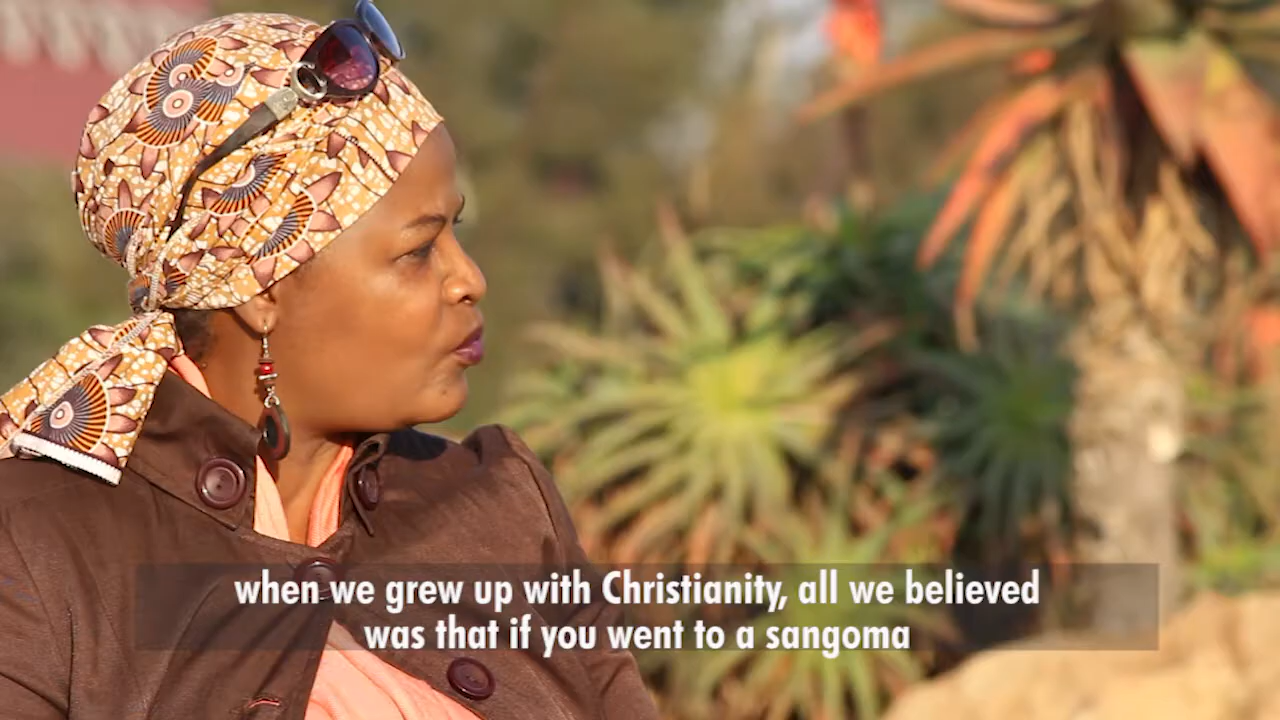 when we grew up with Christianity, all we believed
was that if you went to a sangoma